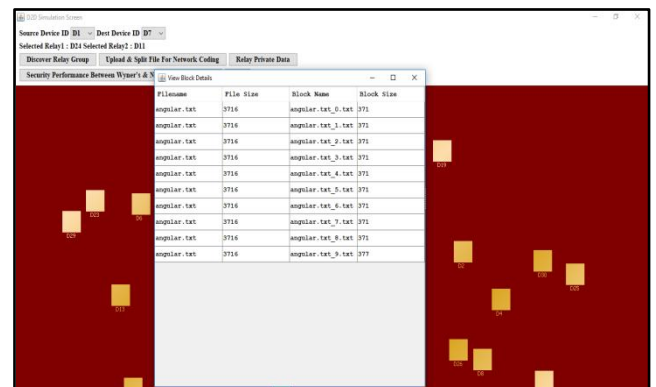 D2D Simulation Screen
Source Device ID D1 Dest Device ID D7
Selected Relay1 : D24 Selected Relay2 : D11
Discover Relay Group Upload & Split File For Network Coding Relay Private Data
Security Performance Between Wyner's & N
View Block Details
Filename File Size Block Name Block Size
angular.txt 3716 angular.txt_0.txt 371
angular.txt 3716 angular.txt_1.txt 371
angular.txt 3716 angular.txt_2.txt 371
angular.txt 3716 angular.txt_3.txt 371
angular.txt 3716 angular.txt_4.txt 371
angular.txt 3716 angular.txt_5.txt 371
angular.txt 3716 angular.txt_6.txt 371
angular.txt 3716 angular.txt_7.txt 371
angular.txt 3716 angular.txt_8.txt 371
angular.txt 3716 angular.txt_9.txt 377
D23
D6
D29
D2
D30
D25
D13
D4
D8